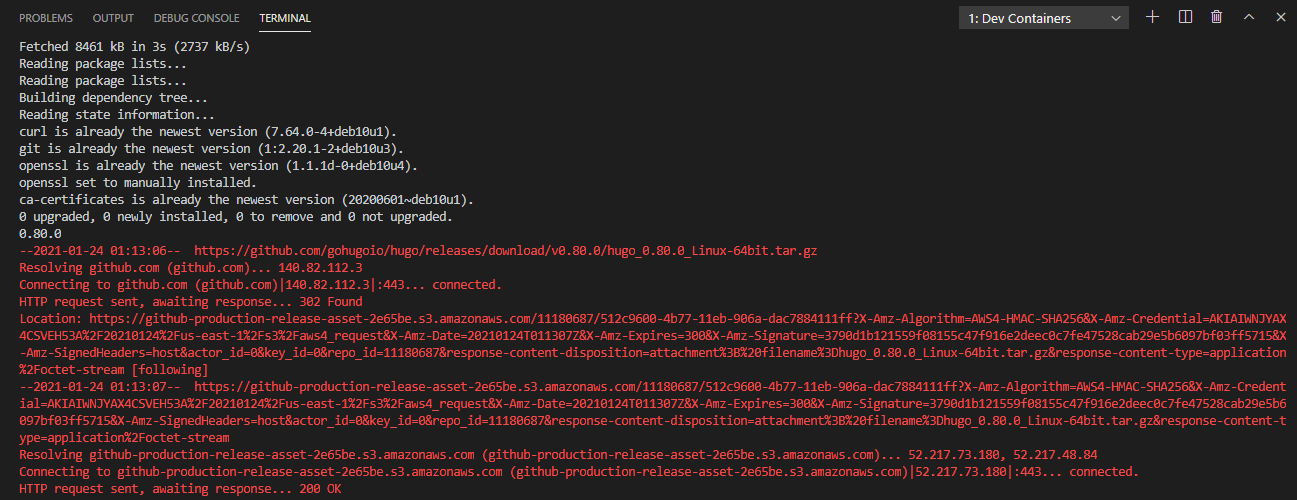 PROBLEMS OUTPUT DEBUG CONSOLE TERMINAL 1: Dev Containers
Fetched 8461 kB in 3s (2737 kB/s)
Reading package lists...
Reading package lists...
Building dependency tree...
Reading state information...
curl is already the newest version (7.64.0-4+deb10u1).
git is already the newest version (1:2.20.1-2+deb10u3).
openssl is already the newest version (1.1.1d-0+deb10u4).
openssl set to manually installed.
ca-certificates is already the newest version (20200601~deb10u1).
0 upgraded, 0 newly installed, 0 to remove and 0 not upgraded.
0.80.0
--2021-01-24 01:13:06--  https://github.com/gohugoio/hugo/releases/download/v0.80.0/hugo_0.80.0_Linux-64bit.tar.gz
Resolving github.com (github.com)... 140.82.112.3
Connecting to github.com (github.com)|140.82.112.3|:443... connected.
HTTP request sent, awaiting response... 302 Found
Location: https://github-production-release-asset-2e65be.s3.amazonaws.com/11180687/512c9600-4b77-11eb-906a-dac7884111ff?X-Amz-Algorithm=AWS4-HMAC-SHA256&X-Amz-Credential=AKIAIWNJYAX
4CSVEH53A%2F20210124%2Fus-east-1%2Fs3%2Faws4_request&X-Amz-Date=20210124T011307Z&X-Amz-Expires=300&X-Amz-Signature=3790d1b121559f08155c47f916e2deec0c7fe47528cab29e5b6097bf03ff5715&X
-Amz-SignedHeaders=host&actor_id=0&key_id=0&repo_id=11180687&response-content-disposition=attachment%3B%20filename%3Dhugo_0.80.0_Linux-64bit.tar.gz&response-content-type=application
%2Foctet-stream [following]
--2021-01-24 01:13:07--  https://github-production-release-asset-2e65be.s3.amazonaws.com/11180687/512c9600-4b77-11eb-906a-dac7884111ff?X-Amz-Algorithm=AWS4-HMAC-SHA256&X-Amz-Credent
ial=AKIAIWNJYAX4CSVEH53A%2F20210124%2Fus-east-1%2Fs3%2Faws4_request&X-Amz-Date=20210124T011307Z&X-Amz-Expires=300&X-Amz-Signature=3790d1b121559f08155c47f916e2deec0c7fe47528cab29e5b6
097bf03ff5715&X-Amz-SignedHeaders=host&actor_id=0&key_id=0&repo_id=11180687&response-content-disposition=attachment%3B%20filename%3Dhugo_0.80.0_Linux-64bit.tar.gz&response-content-t
ype=application%2Foctet-stream
Resolving github-production-release-asset-2e65be.s3.amazonaws.com (github-production-release-asset-2e65be.s3.amazonaws.com)... 52.217.73.180, 52.217.48.84
Connecting to github-production-release-asset-2e65be.s3.amazonaws.com (github-production-release-asset-2e65be.s3.amazonaws.com)|52.217.73.180|:443... connected.
HTTP request sent, awaiting response... 200 OK